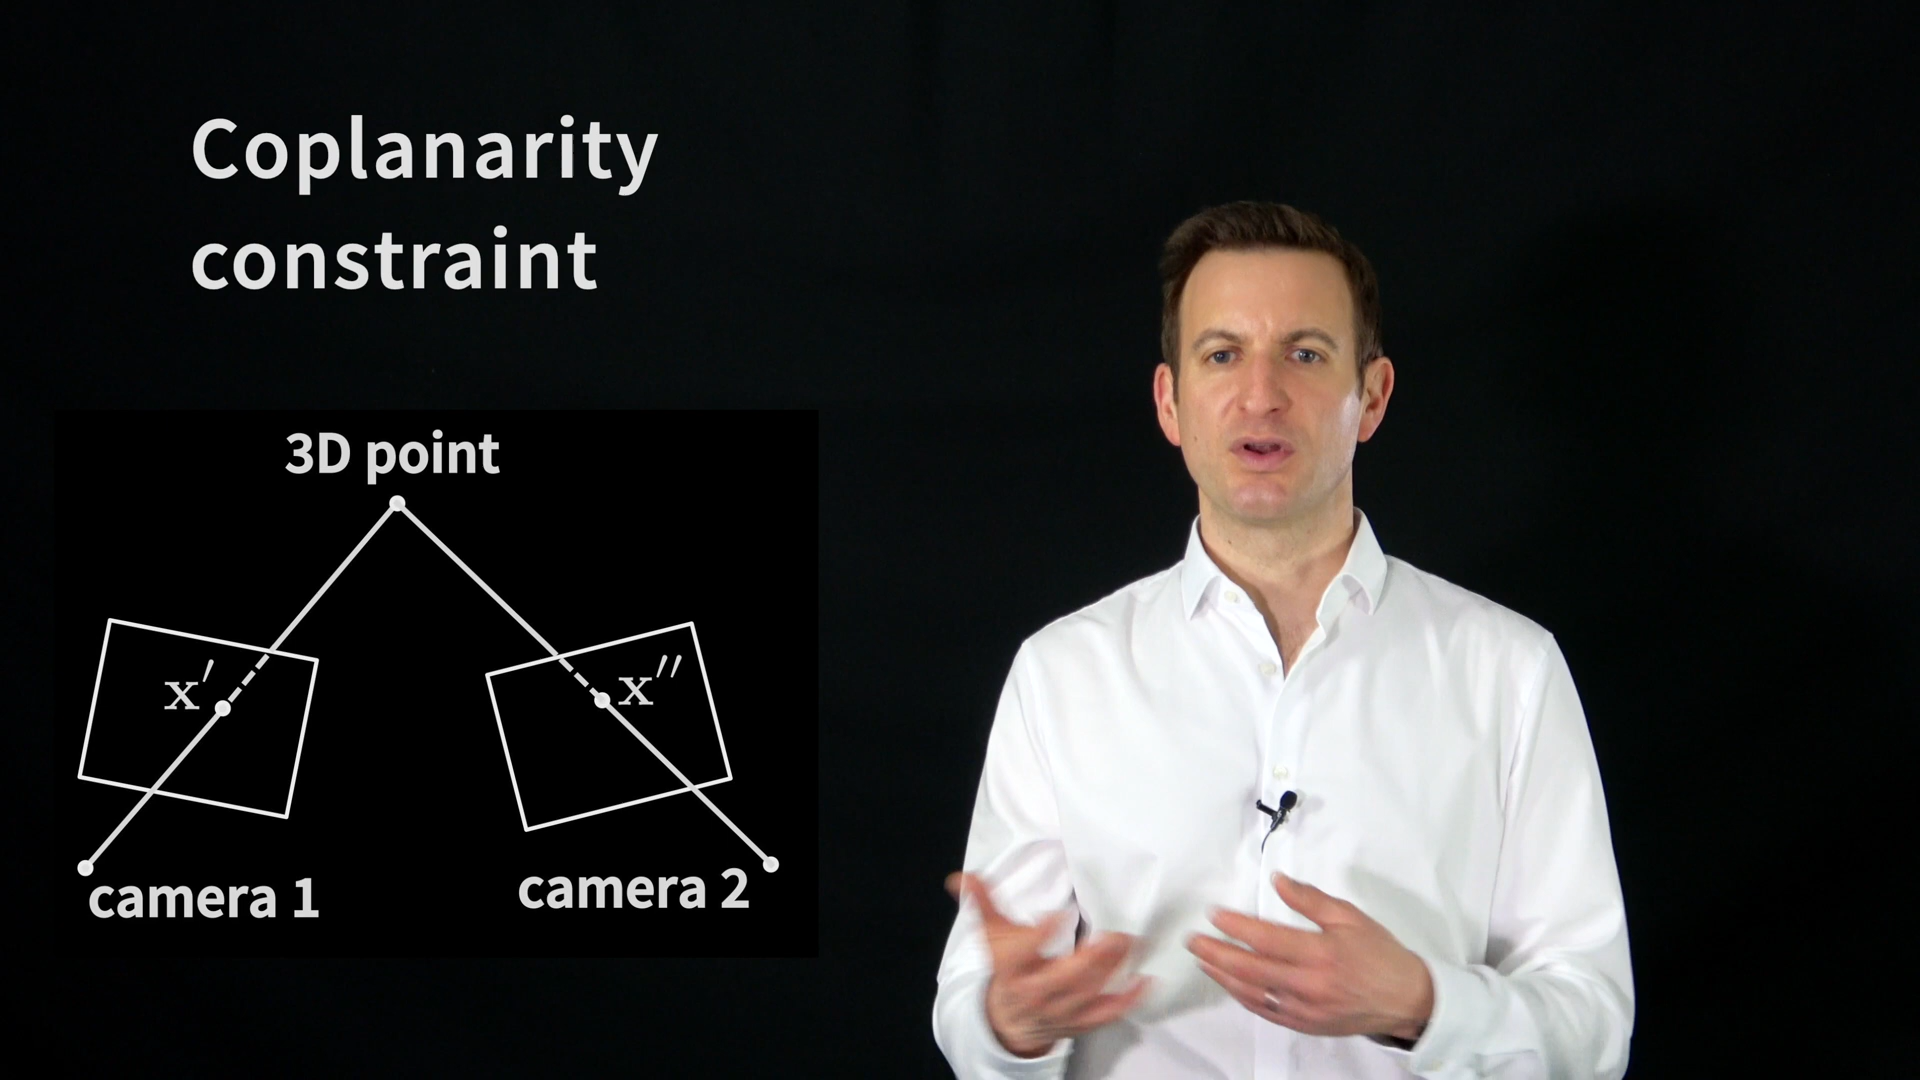 Coplanarity
constraint
3D point
x′
x″
camera 1
camera 2